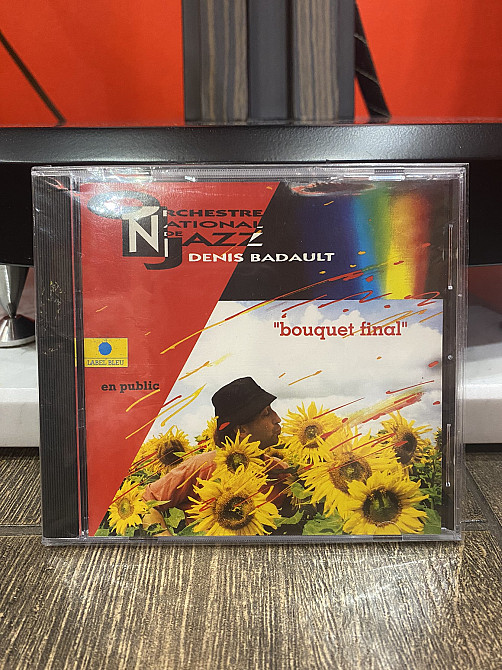 ORCHESTRE
NATIONAL
DE
JAZZ
DENIS BADAULT
"bouquet final"
LABEL BLEU
en public